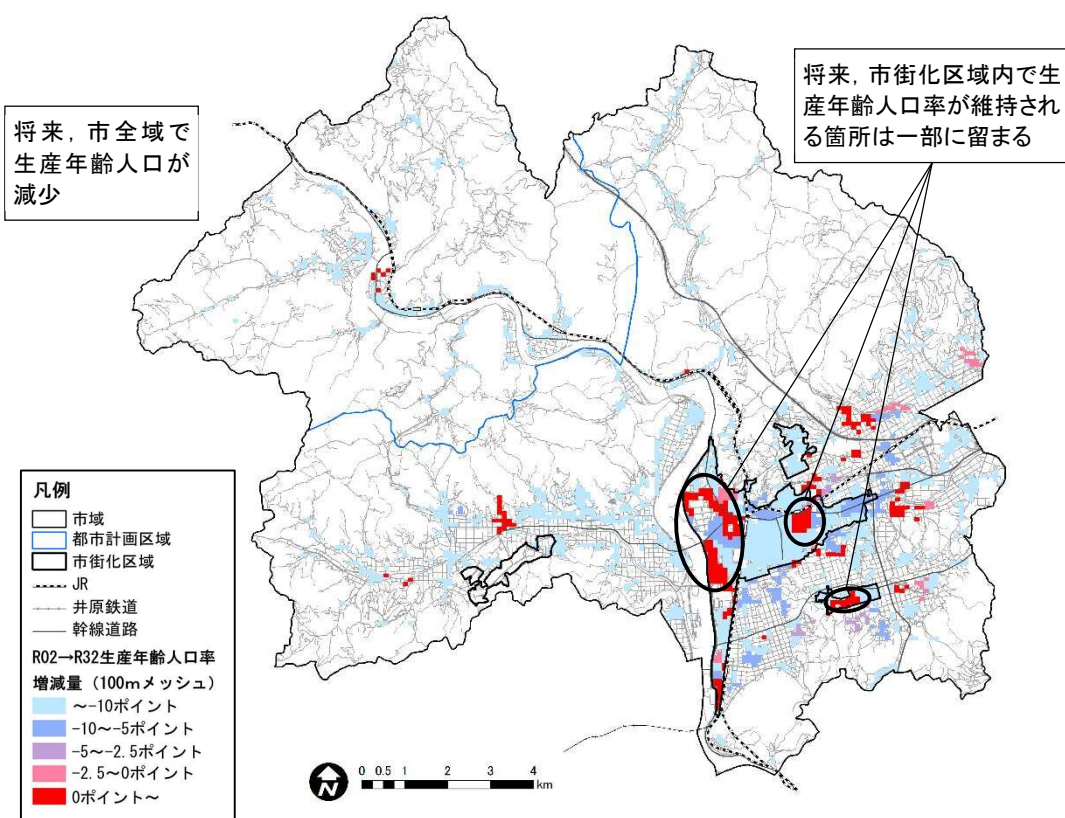 将来，市全域で
生産年齢人口が
減少
将来，市街化区域内で生
産年齢人口率が維持され
る箇所は一部に留まる
凡例
市域
都市計画区域
市街化区域
JR
井原鉄道
幹線道路
R02→R32生産年齢人口率
増減量（100mメッシュ）
～-10ポイント
-10～-5ポイント
-5～-2.5ポイント
-2.5～0ポイント
0ポイント～
N
0 0.5 1 2 3 4
km